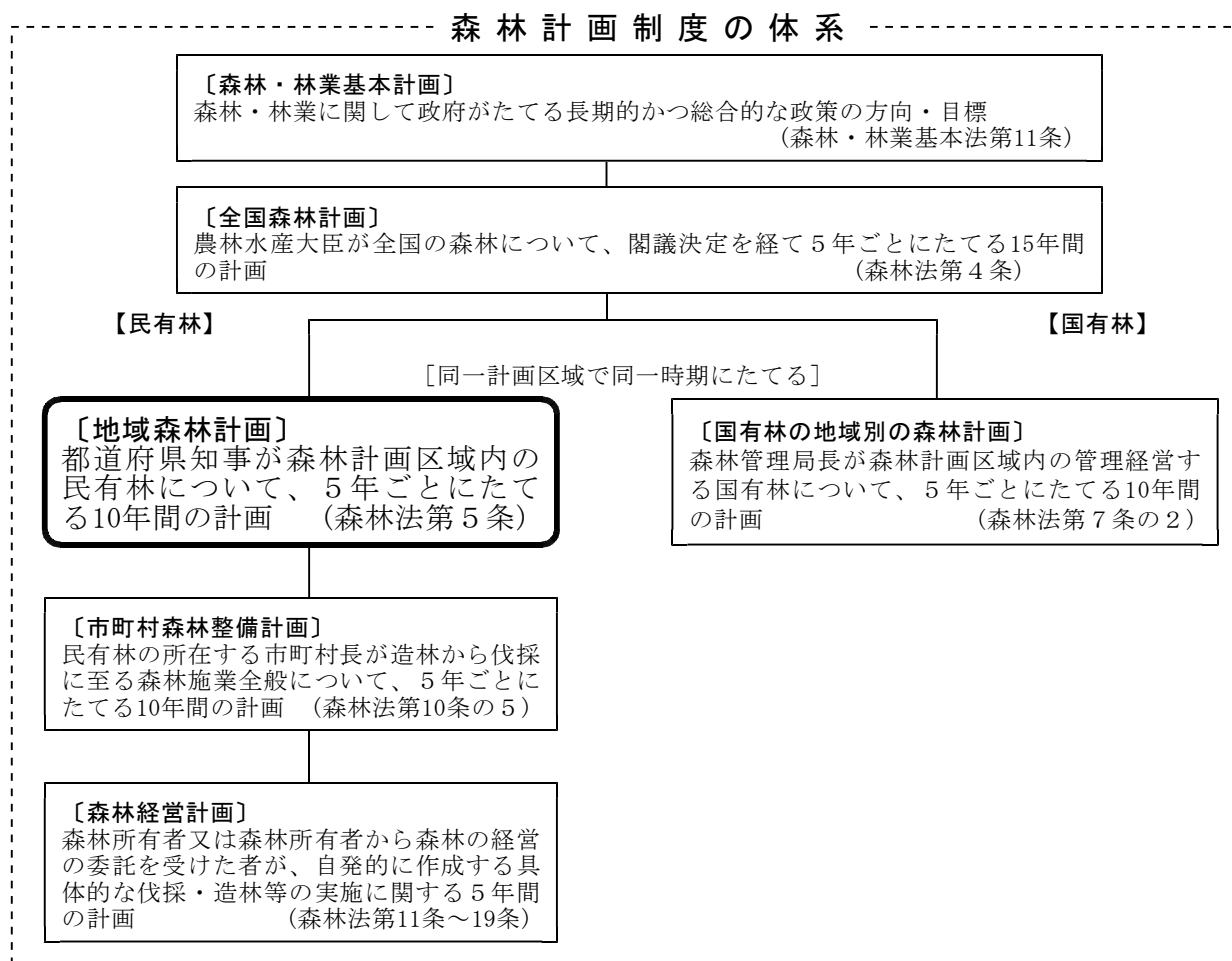 森林計画制度の体系
〔森林・林業基本計画〕
森林・林業に関して政府がたてる長期的かつ総合的な政策の方向・目標
（森林・林業基本法第11条）
〔全国森林計画〕
農林水産大臣が全国の森林について、閣議決定を経て５年ごとにたてる15年間
の計画　（森林法第４条）
【民有林】
【国有林】
［同一計画区域で同一時期にたてる］
〔地域森林計画〕
都道府県知事が森林計画区域内の
民有林について、５年ごとにたて
る10年間の計画　（森林法第５条）
〔国有林の地域別の森林計画〕
森林管理局長が森林計画区域内の管理経営す
る国有林について、５年ごとにたてる10年間
の計画　（森林法第７条の２）
〔市町村森林整備計画〕
民有林の所在する市町村長が造林から伐採
に至る森林施業全般について、５年ごとに
たてる10年間の計画　（森林法第10条の５）
〔森林経営計画〕
森林所有者又は森林所有者から森林の経営
の委託を受けた者が、自発的に作成する具
体的な伐採・造林等の実施に関する５年間
の計画　（森林法第11条～19条）